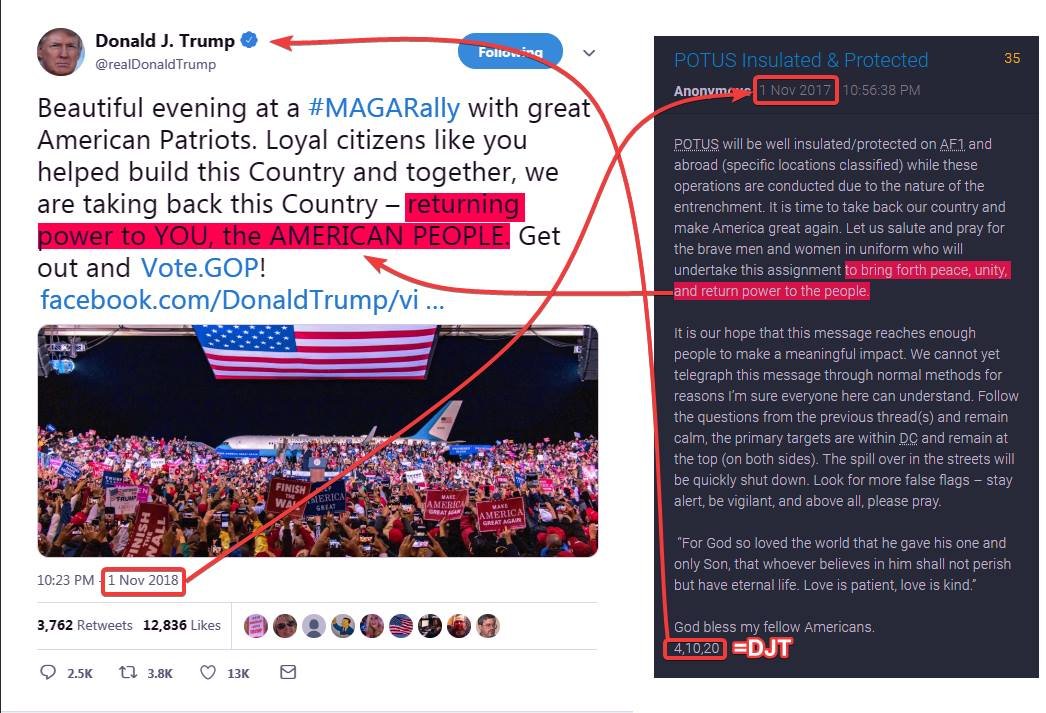 Donald J. Trump
@realDonaldTrump
Following
Beautiful evening at a #MAGARally with great
American Patriots. Loyal citizens like you
helped build this Country and together, we
are taking back this Country – returning
power to YOU, the AMERICAN PEOPLE. Get
out and Vote.GOP!
facebook.com/DonaldTrump/vi ...
TRUMP
FINISH
THE
WALL
AMERICA
GREAT
MAKE
AMERICA
GREAT AGAIN
MAKE
AMERICA
GREAT AGAIN
FINISH
THE
WALL
10:23 PM - 1 Nov 2018
3,762 Retweets 12,836 Likes
2.5K 3.8K 13K
POTUS Insulated & Protected 35
Anonymous 1 Nov 2017 10:56:38 PM
POTUS will be well insulated/protected on AF1 and
abroad (specific locations classified) while these
operations are conducted due to the nature of the
entrenchment. It is time to take back our country and
make America great again. Let us salute and pray for
the brave men and women in uniform who will
undertake this assignment to bring forth peace, unity,
and return power to the people.
It is our hope that this message reaches enough
people to make a meaningful impact. We cannot yet
telegraph this message through normal methods for
reasons I’m sure everyone here can understand. Follow
the questions from the previous thread(s) and remain
calm, the primary targets are within DC and remain at
the top (on both sides). The spill over in the streets will
be quickly shut down. Look for more false flags – stay
alert, be vigilant, and above all, please pray.
“For God so loved the world that he gave his one and
only Son, that whoever believes in him shall not perish
but have eternal life. Love is patient, love is kind.”
God bless my fellow Americans.
4,10,20 =DJT